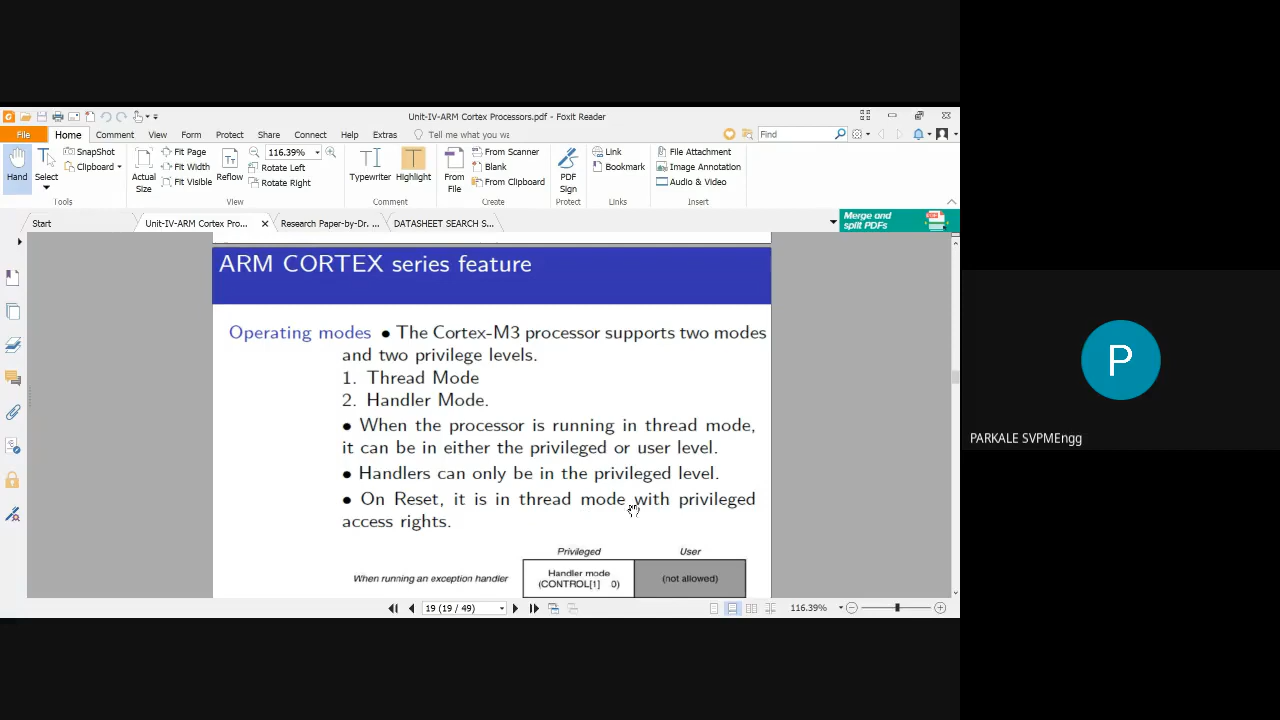 Unit-IV-ARM Cortex Processors.pdf - Foxit Reader
File Home Comment View Form Protect Share Connect Help Extras Tell me what you wa Find
Hand
Select
SnapShot
Clipboard
Tools
Actual Size
Fit Page
Fit Width
Fit Visible
Reflow
116.39%
Rotate Left
Rotate Right
View
Typewriter
Highlight
Comment
From File
From Scanner
Blank
From Clipboard
Create
PDF Sign
Protect
Link
Bookmark
Links
File Attachment
Image Annotation
Audio & Video
Insert
Start Unit-IV-ARM Cortex Pro... Research Paper-by-Dr. ... DATASHEET SEARCH S...
Merge and
split PDFs
ARM CORTEX series feature
Operating modes • The Cortex-M3 processor supports two modes
and two privilege levels.
1. Thread Mode
2. Handler Mode.
• When the processor is running in thread mode,
it can be in either the privileged or user level.
• Handlers can only be in the privileged level.
• On Reset, it is in thread mode with privileged
access rights.
Privileged User
When running an exception handler
Handler mode
(CONTROL[1] 0)
(not allowed)
19 (19 / 49)
116.39%
P
PARKALE SVPMEngg